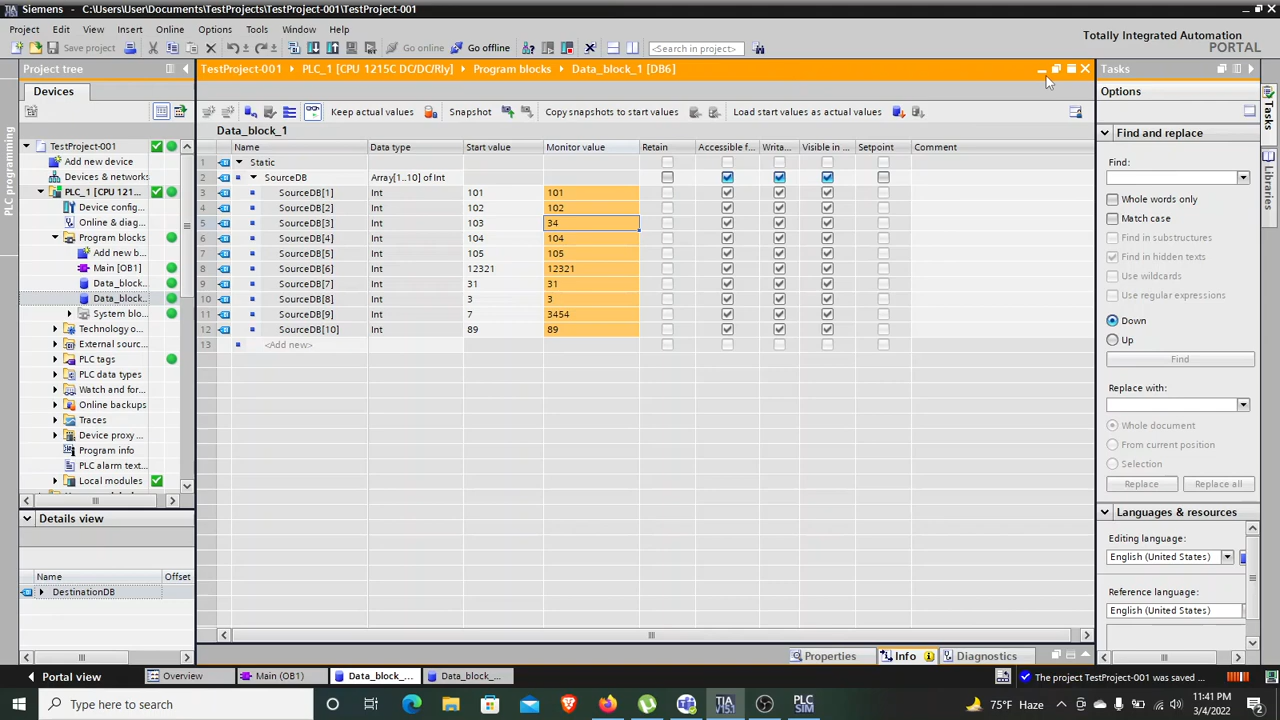 Siemens - C:\Users\User\Documents\TestProjects\TestProject-001\TestProject-001
Project Edit View Insert Online Options Tools Window Help
Totally Integrated Automation
PORTAL
Save project Go online Go offline <Search in project>
Project tree
TestProject-001 PLC_1 [CPU 1215C DC/DC/Rly] Program blocks Data_block_1 [DB6]
Tasks
Devices
Options
PLC programming
Tasks
Libraries
TestProject-001
Add new device
Devices & networks
PLC_1 [CPU 121...
Device config...
Online & diag...
Program blocks
Add new b...
Main [OB1]
Data_block...
Data_block...
System blo...
Technology o...
External sourc...
PLC tags
PLC data types
Watch and for...
Online backups
Traces
Device proxy ...
Program info
PLC alarm text...
Local modules
Details view
Name Offset
DestinationDB
Keep actual values Snapshot Copy snapshots to start values Load start values as actual values
Data_block_1
Name Data type Start value Monitor value Retain Accessible f... Writa... Visible in ... Setpoint Comment
1 Static
2 SourceDB Array[1..10] of Int
3 SourceDB[1] Int 101 101
4 SourceDB[2] Int 102 102
5 SourceDB[3] Int 103 34
6 SourceDB[4] Int 104 104
7 SourceDB[5] Int 105 105
8 SourceDB[6] Int 12321 12321
9 SourceDB[7] Int 31 31
10 SourceDB[8] Int 3 3
11 SourceDB[9] Int 7 3454
12 SourceDB[10] Int 89 89
13 <Add new>
Find and replace
Find:
Whole words only
Match case
Find in substructures
Find in hidden texts
Use wildcards
Use regular expressions
Down
Up
Find
Replace with:
Whole document
From current position
Selection
Replace Replace all
Languages & resources
Editing language:
English (United States)
Reference language:
English (United States)
Properties Info Diagnostics
Portal view Overview Main (OB1) Data_block_... Data_block_...
The project TestProject-001 was saved ...
Type here to search
TIA V15
PLC SIM
75°F Haze
11:41 PM
3/4/2022